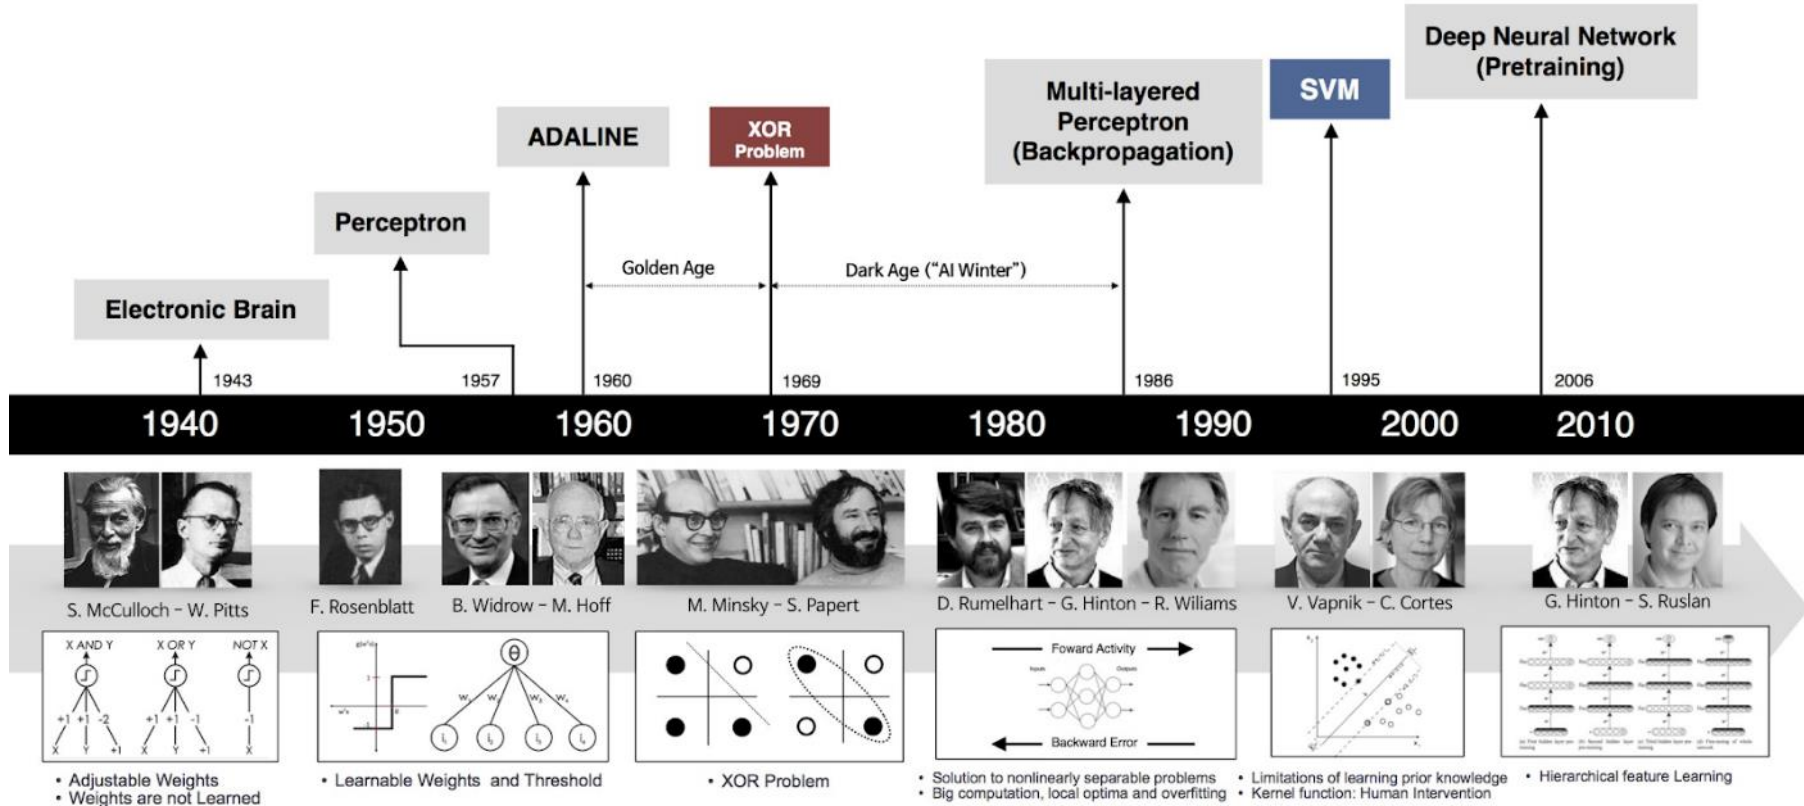 Deep Neural Network
(Pretraining)
Multi-layered
Perceptron
(Backpropagation)
SVM
ADALINE
XOR
Problem
Perceptron
Golden Age
Dark Age ("AI Winter")
Electronic Brain
1943
1957
1960
1969
1986
1995
2006
1940
1950
1960
1970
1980
1990
2000
2010
S. McCulloch – W. Pitts
F. Rosenblatt
B. Widrow – M. Hoff
M. Minsky – S. Papert
D. Rumelhart – G. Hinton – R. Wiliams
V. Vapnik – C. Cortes
G. Hinton – S. Ruslan
X AND Y
X OR Y
NOT X
+1 +1 -2
+1 +1 -1
-1
X Y +1
X Y +1
X
θ
Foward Activity
Inputs
Outputs
Backward Error
• Adjustable Weights
• Weights are not Learned
• Learnable Weights and Threshold
• XOR Problem
• Solution to nonlinearly separable problems
• Big computation, local optima and overfitting
• Limitations of learning prior knowledge
• Kernel function: Human Intervention
• Hierarchical feature Learning